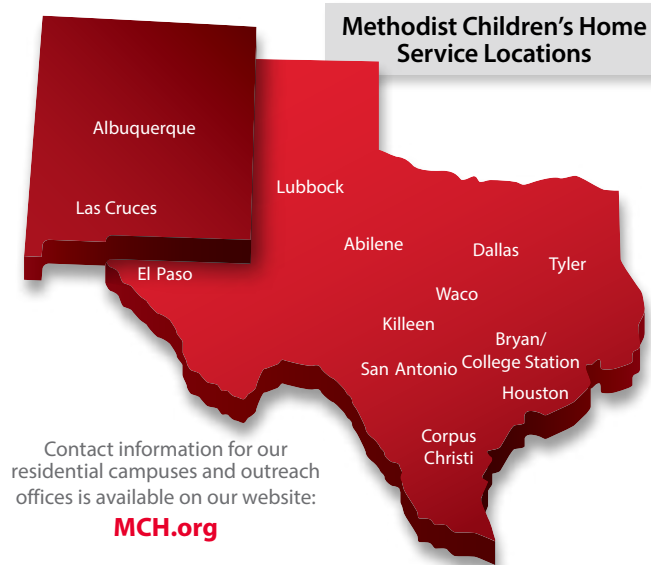 Methodist Children's Home
Service Locations
Albuquerque
Lubbock
Las Cruces
Abilene
Dallas
Tyler
El Paso
Waco
Killeen
Bryan/
College Station
San Antonio
Houston
Corpus
Christi
Contact information for our
residential campuses and outreach
offices is available on our website:
MCH.org